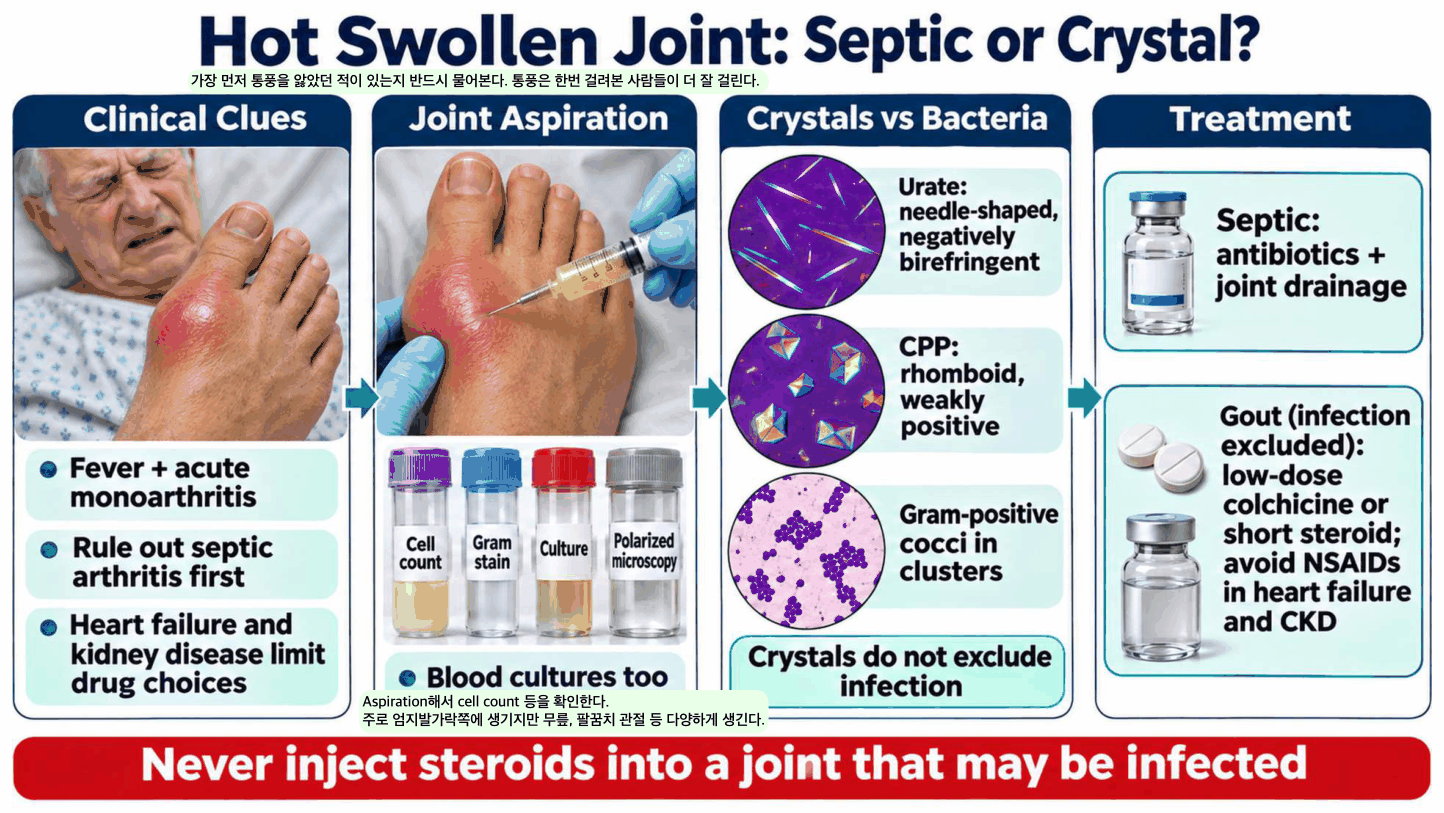 Hot Swollen Joint: Septic or Crystal?
가장 먼저 통풍을 앓았던 적이 있는지 반드시 물어본다. 통풍은 한번 걸려본 사람들이 더 잘 걸린다.
Clinical Clues
Fever + acute
monoarthritis
Rule out septic
arthritis first
Heart failure and
kidney disease limit
drug choices
Joint Aspiration
Cell
count
Gram
stain
Culture
Polarized
microscopy
Blood cultures too
Aspiration해서 cell count 등을 확인한다.
주로 엄지발가락쪽에 생기지만 무릎, 팔꿈치 관절 등 다양하게 생긴다.
Crystals vs Bacteria
Urate:
needle-shaped,
negatively
birefringent
CPP:
rhomboid,
weakly
positive
Gram-positive
cocci in
clusters
Crystals do not exclude
infection
Treatment
Septic:
antibiotics +
joint drainage
Gout (infection
excluded):
low-dose
colchicine or
short steroid;
avoid NSAIDs
in heart failure
and CKD
Never inject steroids into a joint that may be infected